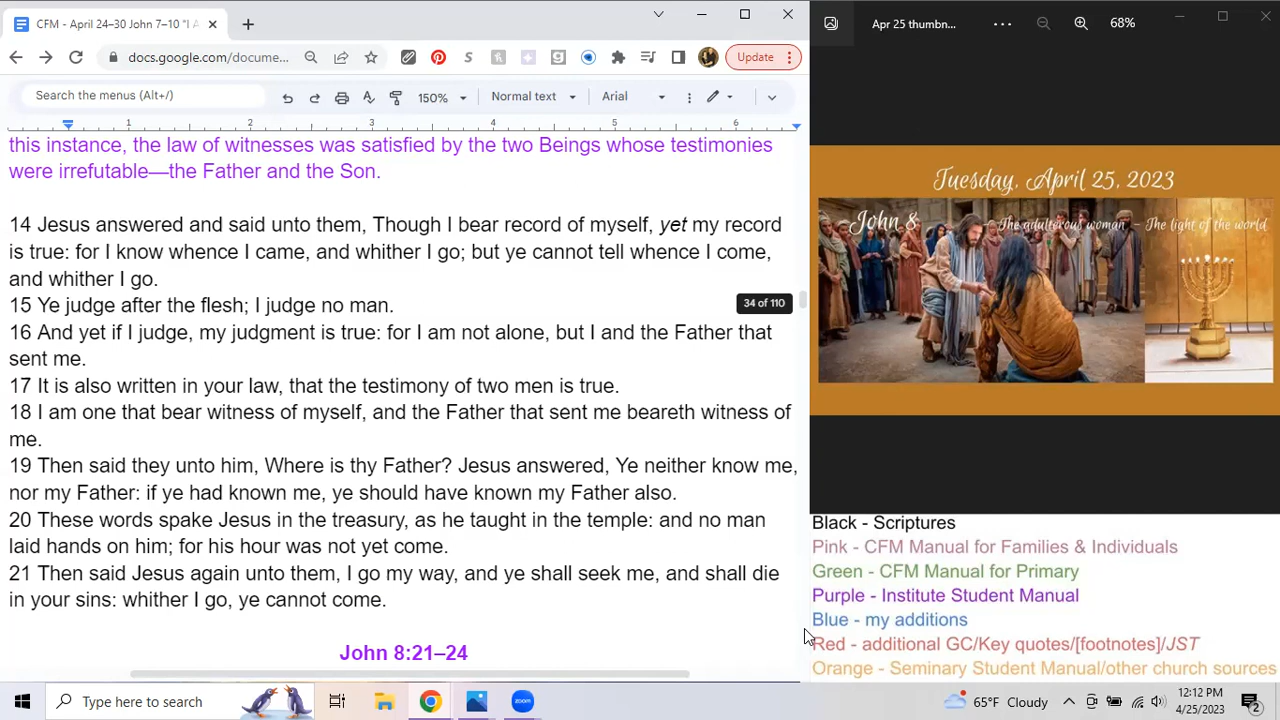 CFM - April 24–30 John 7–10 "I A
docs.google.com/docume...
Update
Search the menus (Alt+/)
150%
Normal text
Arial
1 2 3 4 5 6
this instance, the law of witnesses was satisfied by the two Beings whose testimonies
were irrefutable—the Father and the Son.
14 Jesus answered and said unto them, Though I bear record of myself, yet my record
is true: for I know whence I came, and whither I go; but ye cannot tell whence I come,
and whither I go.
15 Ye judge after the flesh; I judge no man.
34 of 110
16 And yet if I judge, my judgment is true: for I am not alone, but I and the Father that
sent me.
17 It is also written in your law, that the testimony of two men is true.
18 I am one that bear witness of myself, and the Father that sent me beareth witness of
me.
19 Then said they unto him, Where is thy Father? Jesus answered, Ye neither know me,
nor my Father: if ye had known me, ye should have known my Father also.
20 These words spake Jesus in the treasury, as he taught in the temple: and no man
laid hands on him; for his hour was not yet come.
21 Then said Jesus again unto them, I go my way, and ye shall seek me, and shall die
in your sins: whither I go, ye cannot come.
John 8:21–24
Apr 25 thumbn...
68%
Tuesday, April 25, 2023
John 8
The adulterous woman - The light of the world
Black - Scriptures
Pink - CFM Manual for Families & Individuals
Green - CFM Manual for Primary
Purple - Institute Student Manual
Blue - my additions
Red - additional GC/Key quotes/[footnotes]/JST
Orange - Seminary Student Manual/other church sources
Type here to search
65°F Cloudy
12:12 PM
4/25/2023
2